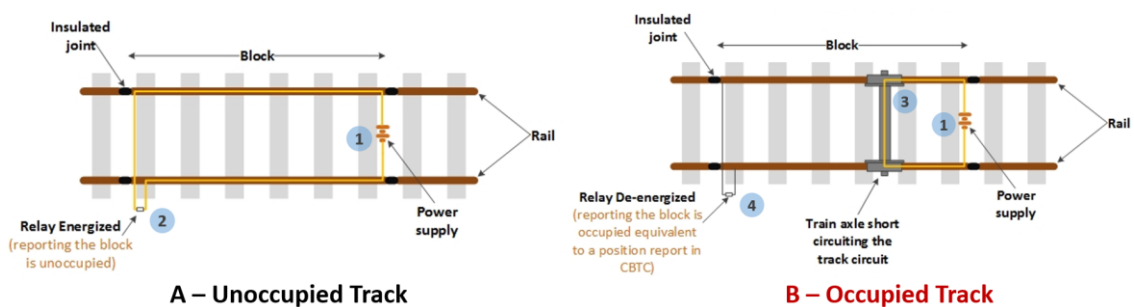 Insulated
joint
Block
1
Rail
2
Relay Energized
(reporting the block
is unoccupied)
Power
supply
A – Unoccupied Track
Insulated
joint
Block
3
1
Rail
Relay De-energized
(reporting the block is
occupied equivalent
to a position report in
CBTC)
4
Train axle short
circuiting the
track circuit
Power
supply
B – Occupied Track